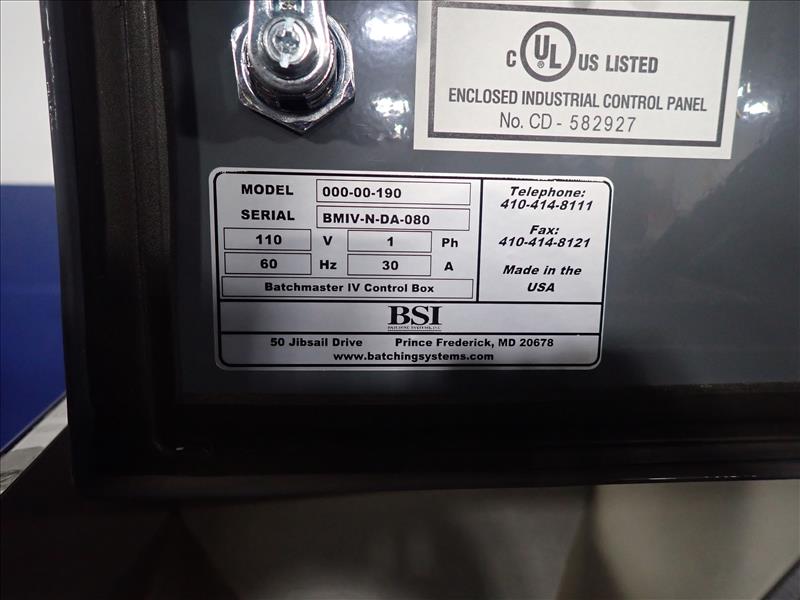 C UL US LISTED
ENCLOSED INDUSTRIAL CONTROL PANEL
No. CD - 582927
MODEL 000-00-190
SERIAL BMIV-N-DA-080
110 V 1 Ph
60 Hz 30 A
Batchmaster IV Control Box
Telephone:
410-414-8111
Fax:
410-414-8121
Made in the
USA
BSI
50 Jibsail Drive Prince Frederick, MD 20678
www.batchingsystems.com